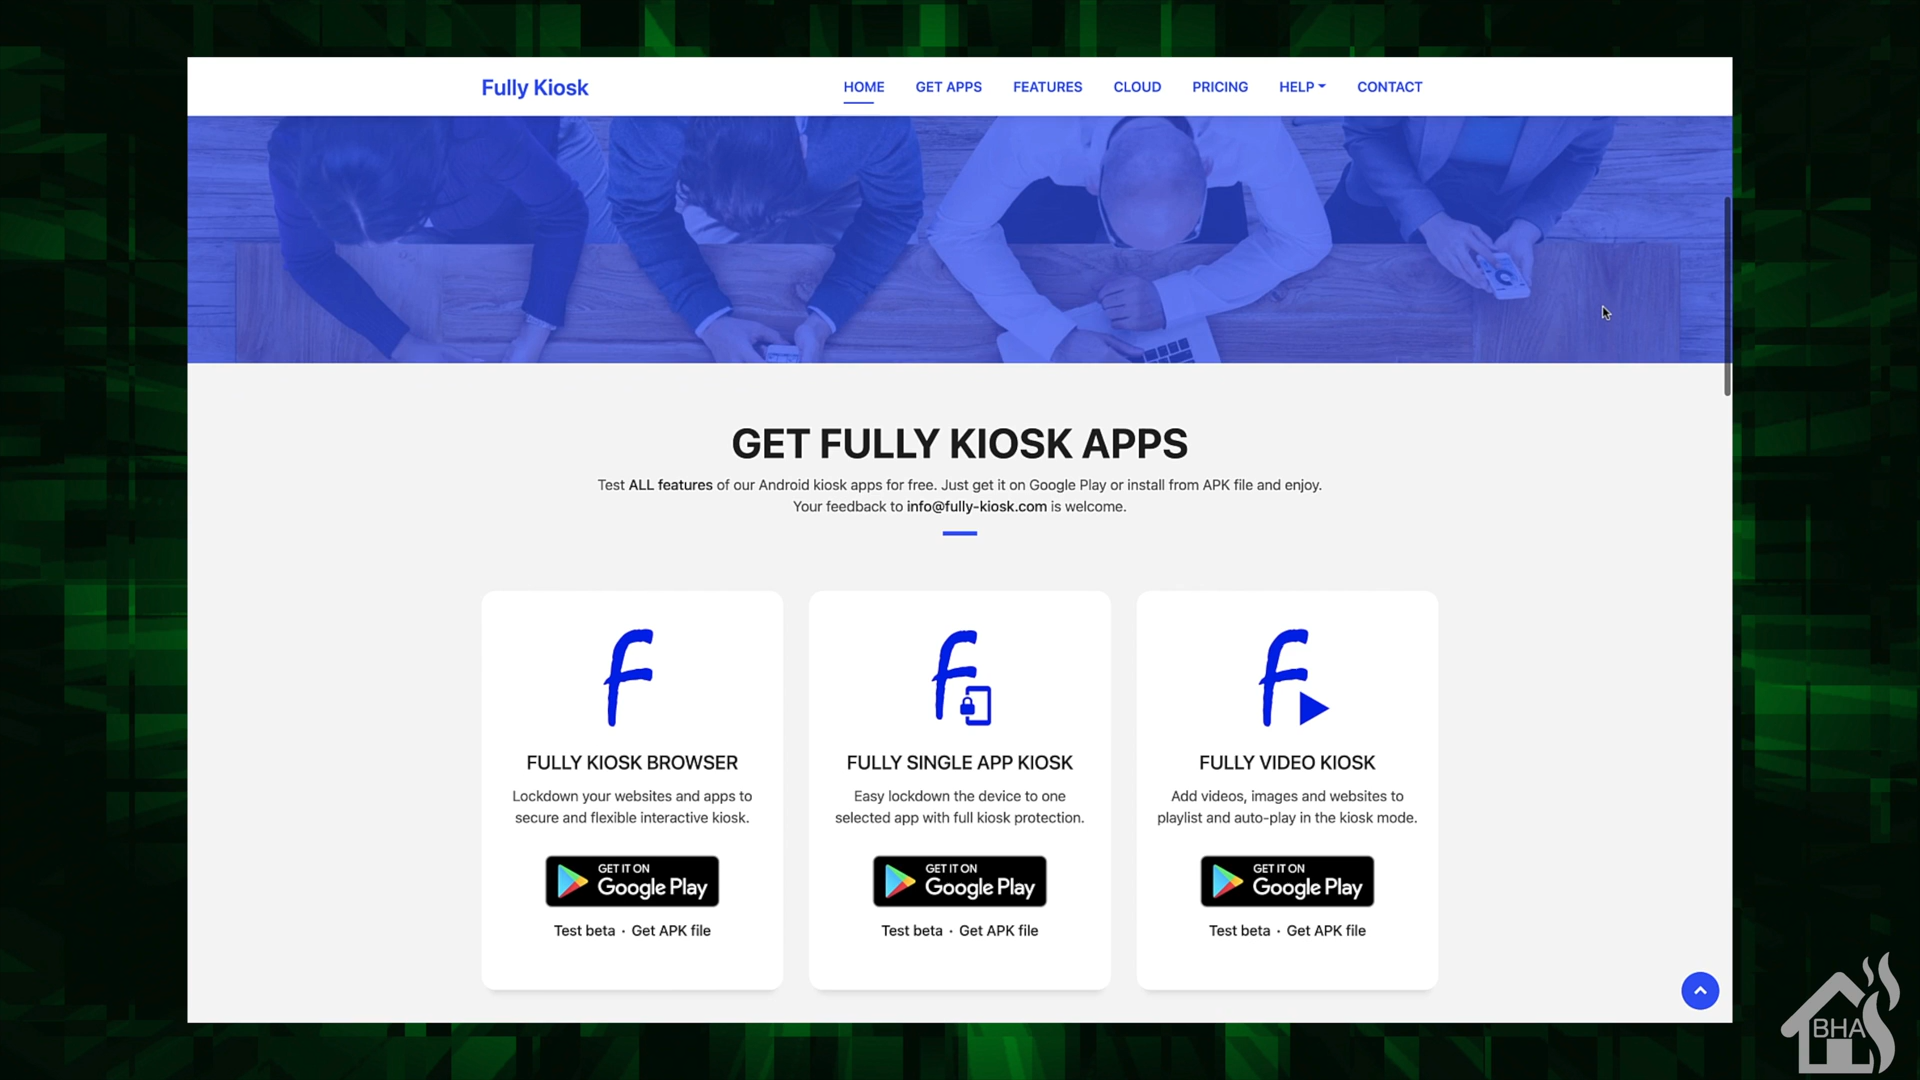 Fully Kiosk
HOME GET APPS FEATURES CLOUD PRICING HELP CONTACT
GET FULLY KIOSK APPS
Test ALL features of our Android kiosk apps for free. Just get it on Google Play or install from APK file and enjoy.
Your feedback to info@fully-kiosk.com is welcome.
FULLY KIOSK BROWSER
Lockdown your websites and apps to
secure and flexible interactive kiosk.
GET IT ON
Google Play
Test beta · Get APK file
FULLY SINGLE APP KIOSK
Easy lockdown the device to one
selected app with full kiosk protection.
GET IT ON
Google Play
Test beta · Get APK file
FULLY VIDEO KIOSK
Add videos, images and websites to
playlist and auto-play in the kiosk mode.
GET IT ON
Google Play
Test beta · Get APK file
BHA